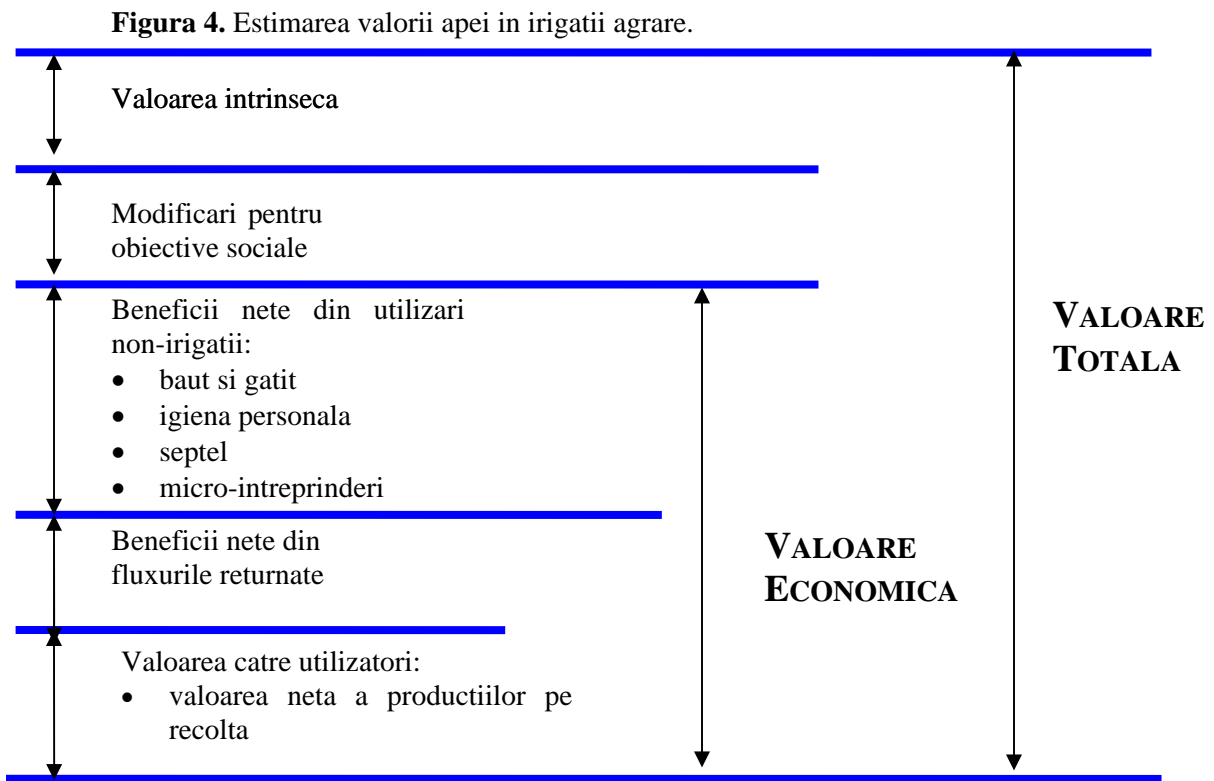 Figura 4. Estimarea valorii apei in irigatii agrare.
Valoarea intrinseca
Modificari pentru
obiective sociale
Beneficii nete din utilizari
non-irigatii:
• baut si gatit
• igiena personala
• septel
• micro-intreprinderi
Beneficii nete din
fluxurile returnate
Valoarea catre utilizatori:
• valoarea neta a productiilor pe
recolta
VALOARE
ECONOMICA
VALOARE
TOTALA